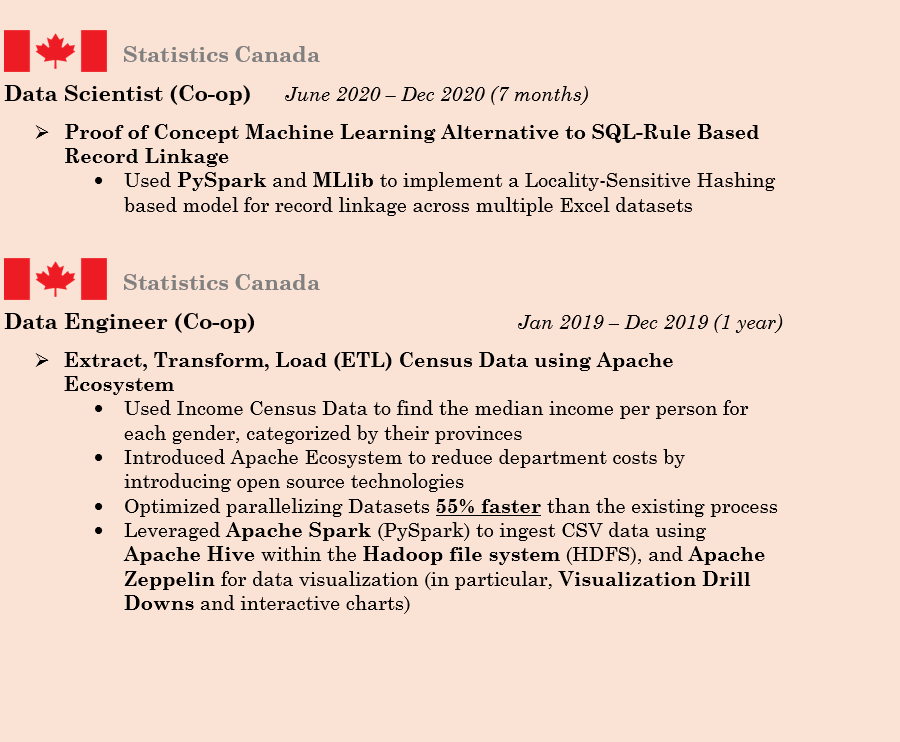 Statistics Canada
Data Scientist (Co-op) June 2020 – Dec 2020 (7 months)
➢ Proof of Concept Machine Learning Alternative to SQL-Rule Based
Record Linkage
• Used PySpark and MLlib to implement a Locality-Sensitive Hashing
based model for record linkage across multiple Excel datasets
Statistics Canada
Data Engineer (Co-op) Jan 2019 – Dec 2019 (1 year)
➢ Extract, Transform, Load (ETL) Census Data using Apache
Ecosystem
• Used Income Census Data to find the median income per person for
each gender, categorized by their provinces
• Introduced Apache Ecosystem to reduce department costs by
introducing open source technologies
• Optimized parallelizing Datasets 55% faster than the existing process
• Leveraged Apache Spark (PySpark) to ingest CSV data using
Apache Hive within the Hadoop file system (HDFS), and Apache
Zeppelin for data visualization (in particular, Visualization Drill
Downs and interactive charts)